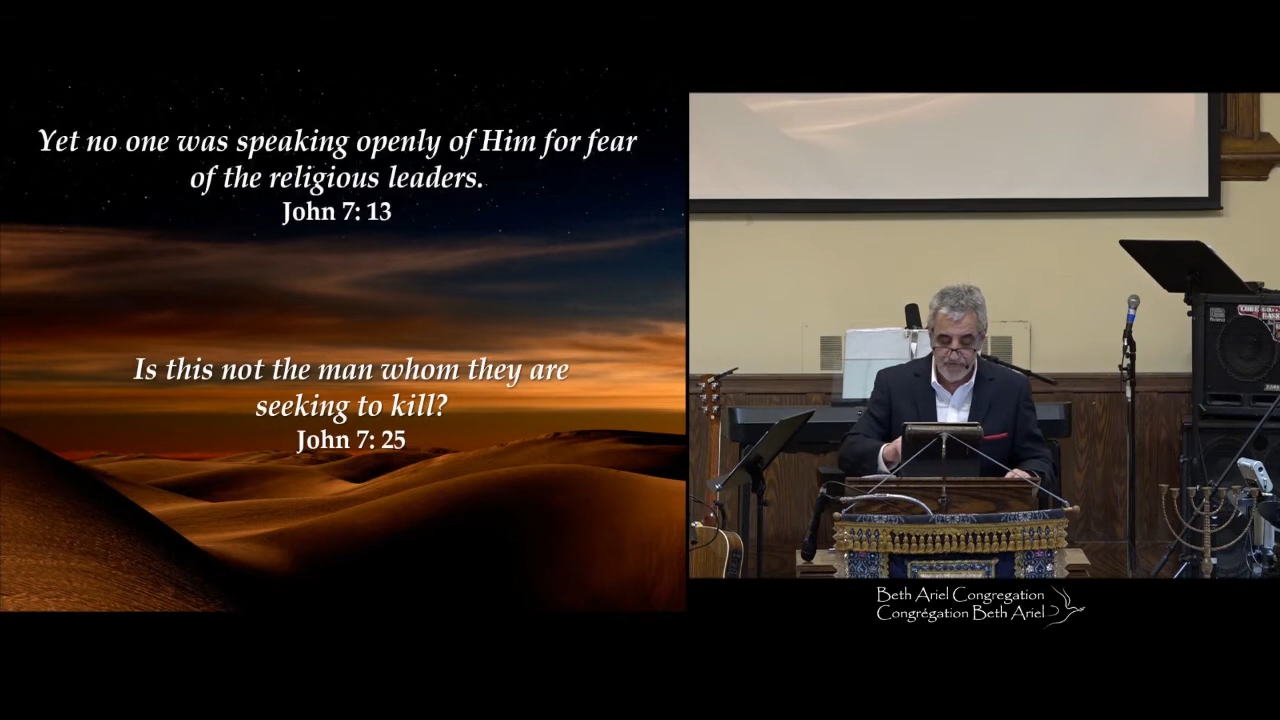 Yet no one was speaking openly of Him for fear
of the religious leaders.
John 7: 13
Is this not the man whom they are
seeking to kill?
John 7: 25
Beth Ariel Congregation
Congrégation Beth Ariel